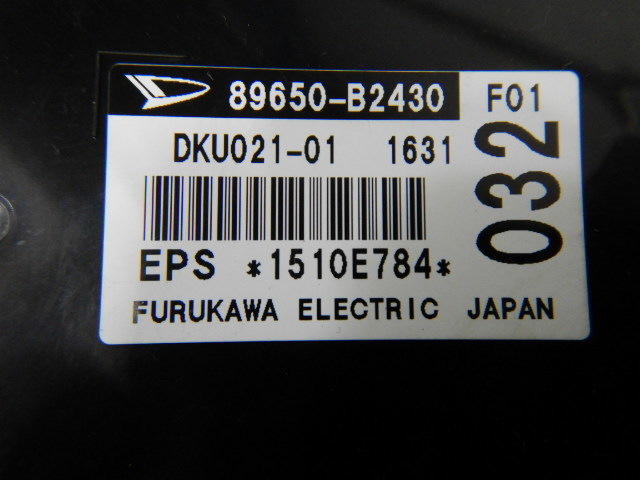 89650-B2430
F01
DKU021-01 1631
032
EPS *1510E784*
FURUKAWA ELECTRIC JAPAN